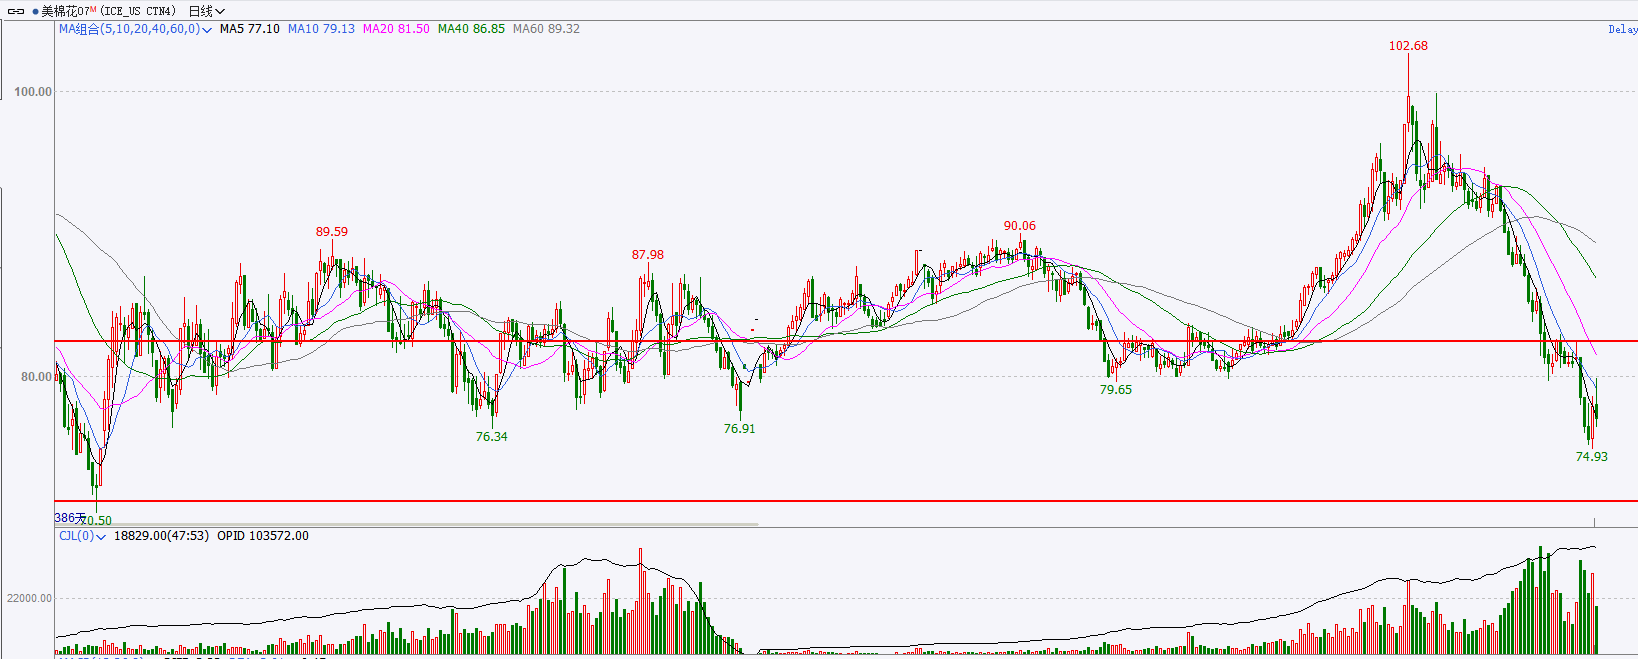 美棉花07M (ICE_US CTN4) 日线
MA组合(5,10,20,40,60,0) MA5 77.10 MA10 79.13 MA20 81.50 MA40 86.85 MA60 89.32
Delay
102.68
100.00
89.59
90.06
87.98
80.00
79.65
76.34
76.91
74.93
386天
70.50
CJL(0) 18829.00(47:53) OPID 103572.00
22000.00